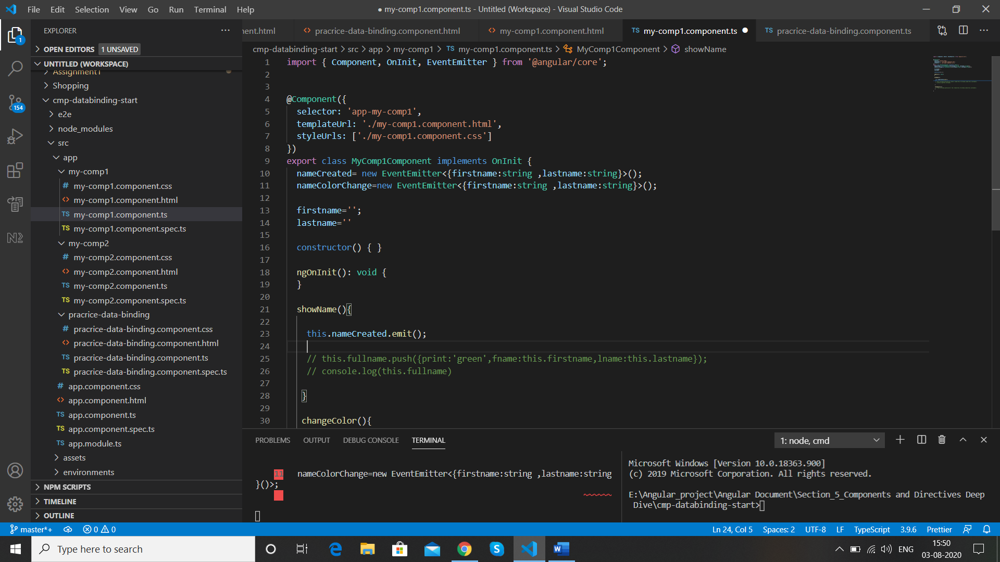 File Edit Selection View Go Run Terminal Help
● my-comp1.component.ts - Untitled (Workspace) - Visual Studio Code
EXPLORER ···
OPEN EDITORS 1 UNSAVED
UNTITLED (WORKSPACE)
Assignment1
Shopping
cmp-databinding-start
e2e
node_modules
src
app
my-comp1
# my-comp1.component.css
<> my-comp1.component.html
TS my-comp1.component.ts
TS my-comp1.component.spec.ts
my-comp2
# my-comp2.component.css
<> my-comp2.component.html
TS my-comp2.component.ts
TS my-comp2.component.spec.ts
pracrice-data-binding
# pracrice-data-binding.component.css
<> pracrice-data-binding.component.html
TS pracrice-data-binding.component.ts
TS pracrice-data-binding.component.spec.ts
# app.component.css
<> app.component.html
TS app.component.ts
TS app.component.spec.ts
TS app.module.ts
assets
environments
NPM SCRIPTS
TIMELINE
OUTLINE
1
154
nent.html <> pracrice-data-binding.component.html <> my-comp1.component.html TS my-comp1.component.ts ● TS pracrice-data-binding.component.ts
cmp-databinding-start > src > app > my-comp1 > TS my-comp1.component.ts > MyComp1Component > showName
1 import { Component, OnInit, EventEmitter } from '@angular/core';
2
3
4 @Component({
5 selector: 'app-my-comp1',
6 templateUrl: './my-comp1.component.html',
7 styleUrls: ['./my-comp1.component.css']
8 })
9 export class MyComp1Component implements OnInit {
10 nameCreated= new EventEmitter<{firstname:string ,lastname:string}>();
11 nameColorChange=new EventEmitter<{firstname:string ,lastname:string}>();
12
13 firstname='';
14 lastname=''
15
16 constructor() { }
17
18 ngOnInit(): void {
19 }
20
21 showName(){
22
23 this.nameCreated.emit();
24
25 // this.fullname.push({print:'green',fname:this.firstname,lname:this.lastname});
26 // console.log(this.fullname)
27
28 }
29
30 changeColor(){
PROBLEMS OUTPUT DEBUG CONSOLE TERMINAL 1: node, cmd
11 nameColorChange=new EventEmitter<{firstname:string ,lastname:string
}()>;
~~~~~~
Microsoft Windows [Version 10.0.18363.900]
(c) 2019 Microsoft Corporation. All rights reserved.
E:\Angular_project\Angular Document\Section_5_Components and Directives Deep
Dive\cmp-databinding-start>
master*+ 0 0 Ln 24, Col 5 Spaces: 2 UTF-8 LF TypeScript 3.9.6 Prettier
Type here to search
ENG
15:50
03-08-2020